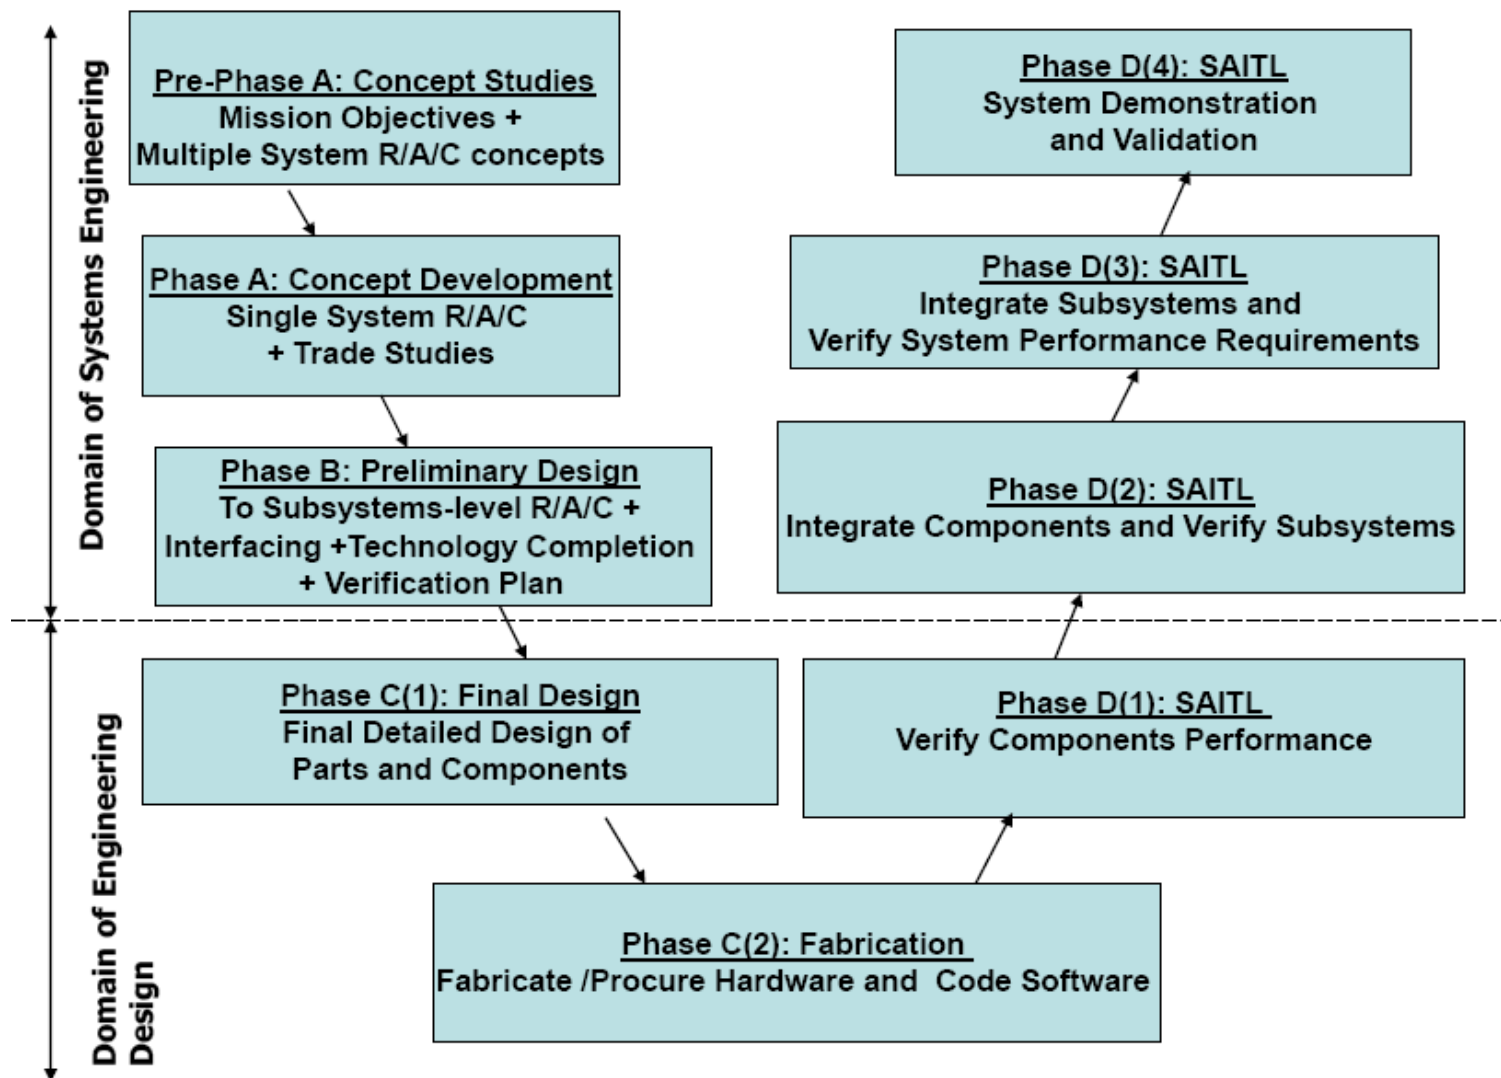 Domain of Systems Engineering
Pre-Phase A: Concept Studies
Mission Objectives +
Multiple System R/A/C concepts
Phase A: Concept Development
Single System R/A/C
+ Trade Studies
Phase B: Preliminary Design
To Subsystems-level R/A/C +
Interfacing +Technology Completion
+ Verification Plan
Domain of Engineering
Design
Phase C(1): Final Design
Final Detailed Design of
Parts and Components
Phase C(2): Fabrication
Fabricate /Procure Hardware and Code Software
Phase D(1): SAITL
Verify Components Performance
Phase D(2): SAITL
Integrate Components and Verify Subsystems
Phase D(3): SAITL
Integrate Subsystems and
Verify System Performance Requirements
Phase D(4): SAITL
System Demonstration
and Validation